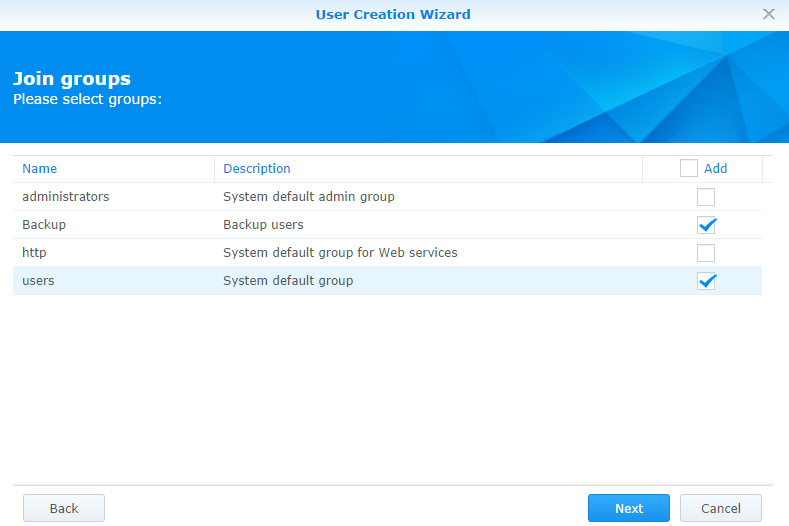 User Creation Wizard
Join groups
Please select groups:
Name Description Add
administrators System default admin group
Backup Backup users
http System default group for Web services
users System default group
Back Next Cancel